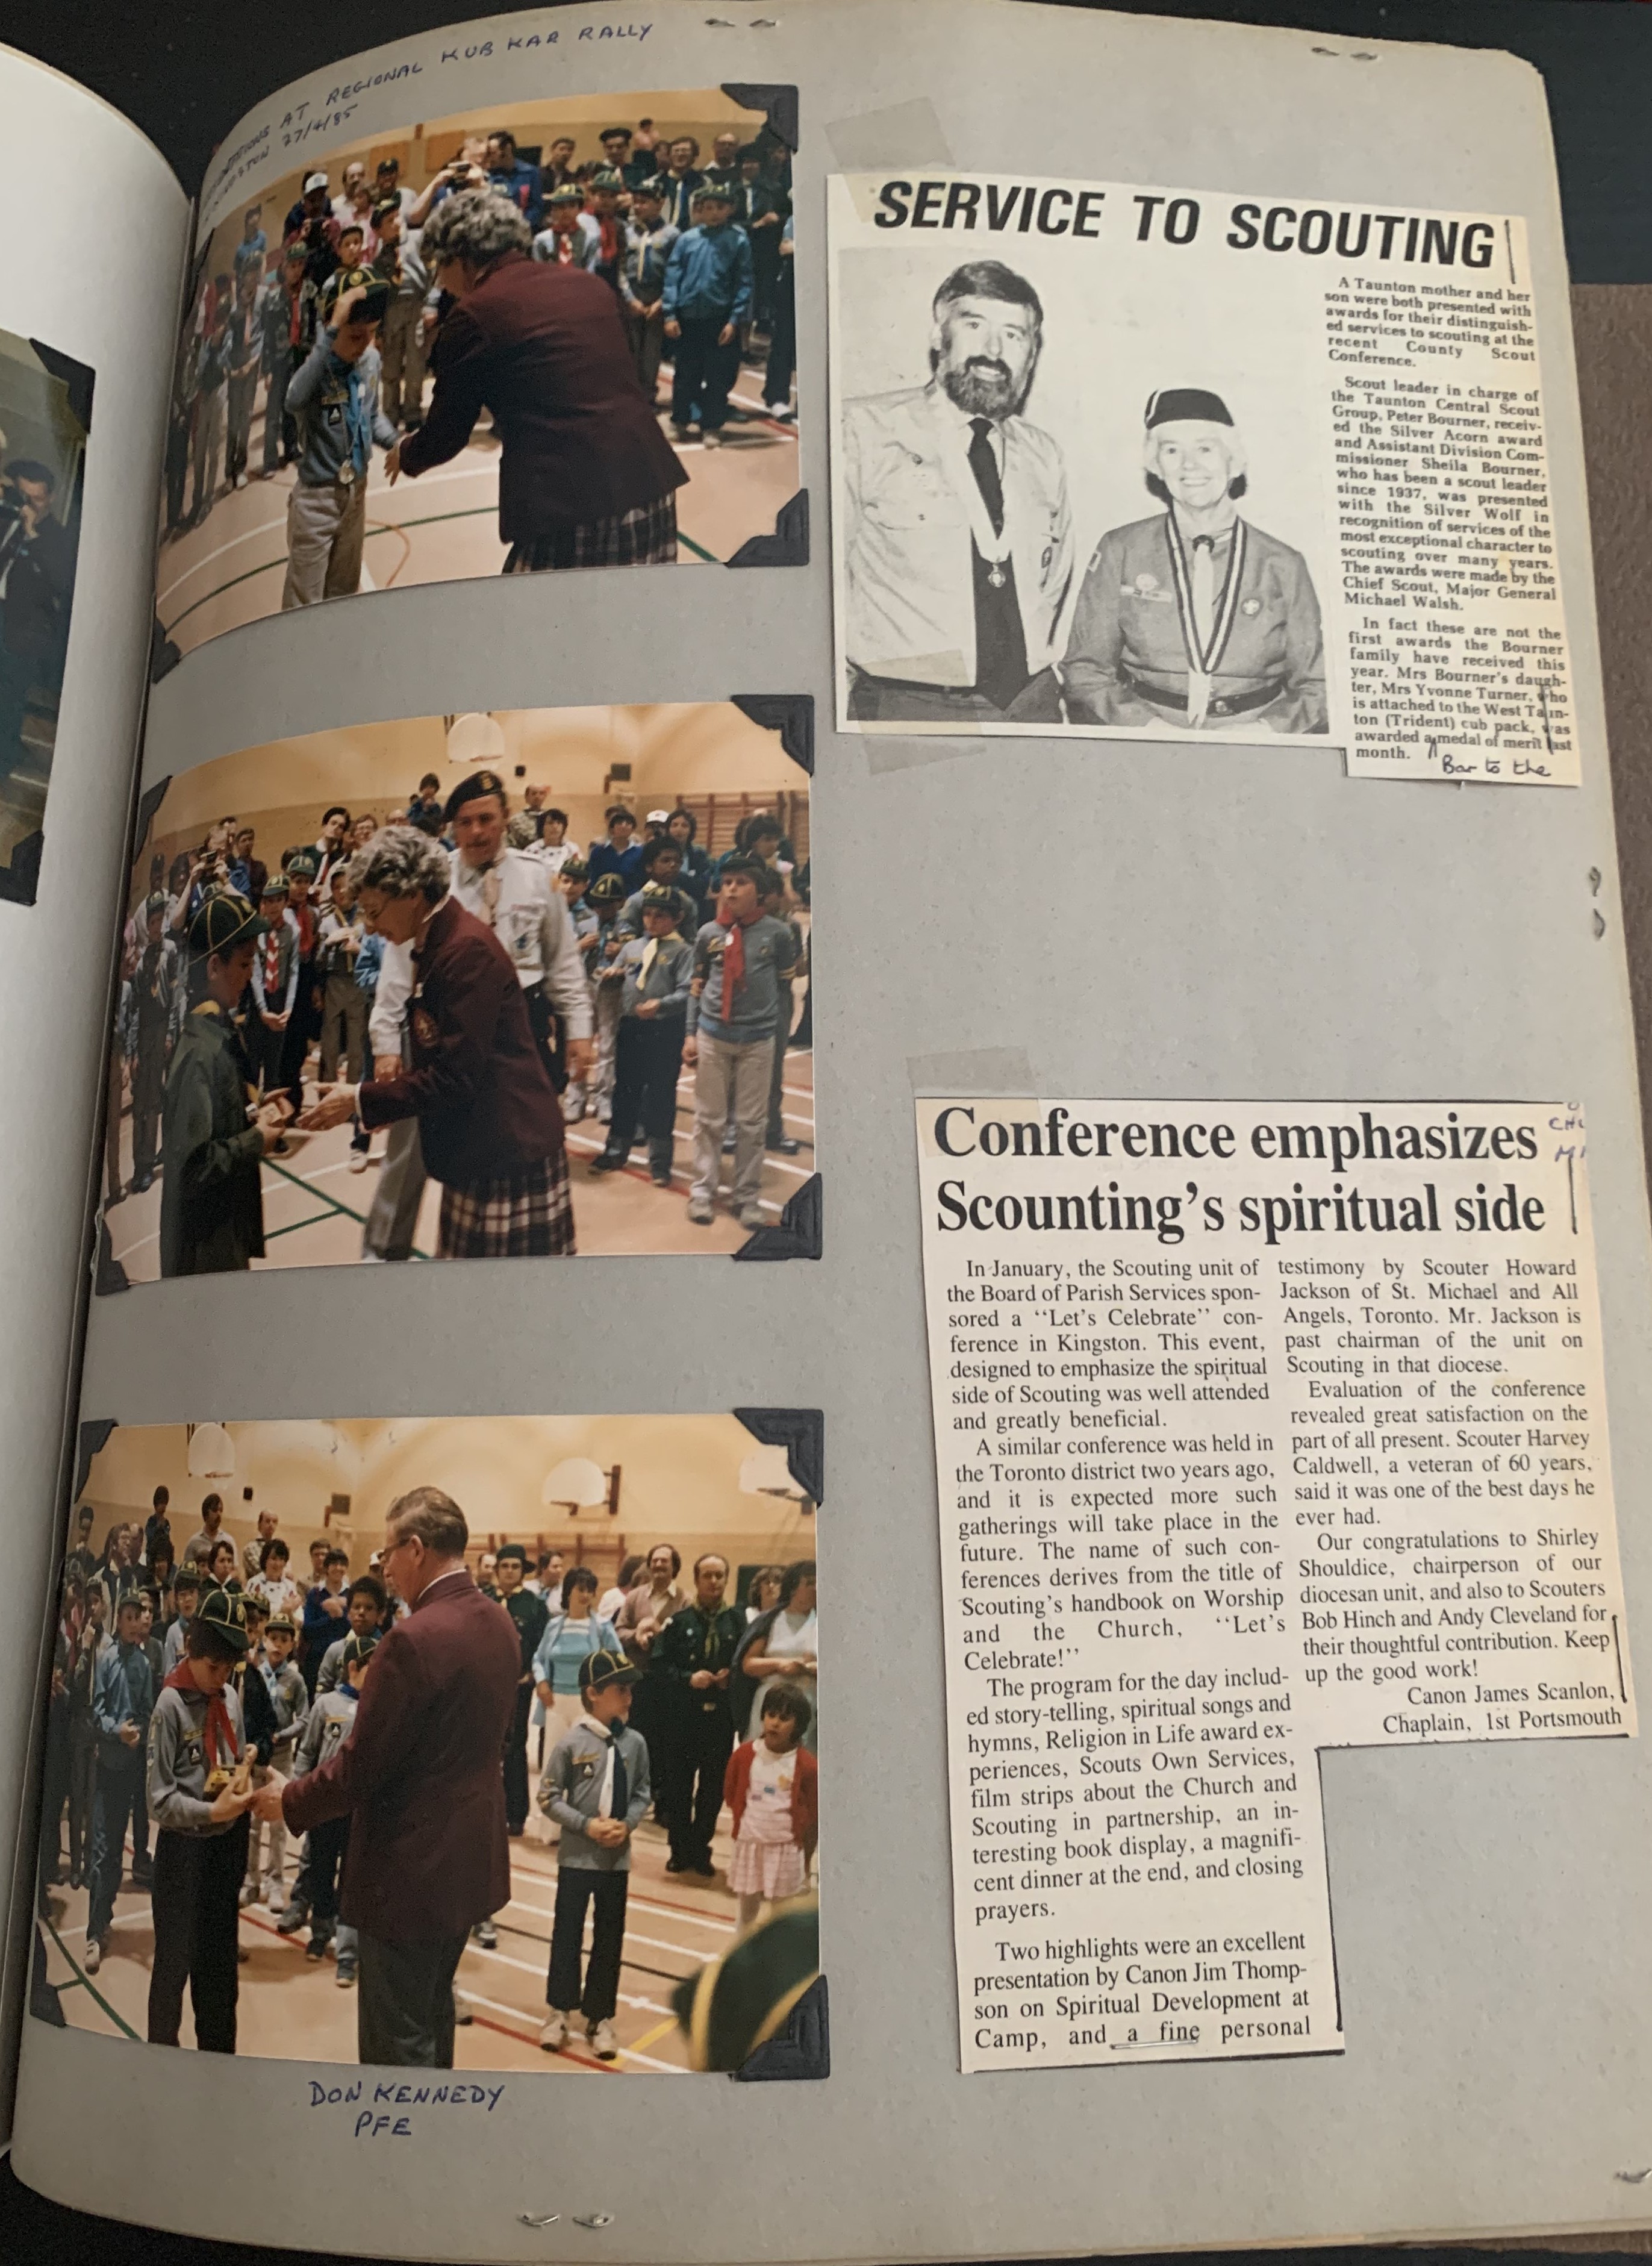 AT REGIONAL KUB KAR RALLY
27/4/85
DON KENNEDY
PFE
SERVICE TO SCOUTING
A Taunton mother and her
son were both presented with
awards for their distinguish-
ed services to scouting at the
recent County Scout
Conference.
Scout leader in charge of
the Taunton Central Scout
Group, Peter Bourner, receiv-
ed the Silver Acorn award
and Assistant Division Com-
missioner Sheila Bourner,
who has been a scout leader
since 1937, was presented
with the Silver Wolf in
recognition of services of the
most exceptional character to
scouting over many years.
The awards were made by the
Chief Scout, Major General
Michael Walsh.
In fact these are not the
first awards the Bourner
family have received this
year. Mrs Bourner's daugh-
ter, Mrs Yvonne Turner, who
is attached to the West Taun-
ton (Trident) cub pack, was
awarded a medal of merit last
month.
Bar to the
Conference emphasizes
Scounting's spiritual side
In January, the Scouting unit of
the Board of Parish Services spon-
sored a ‘‘Let's Celebrate’’ con-
ference in Kingston. This event,
designed to emphasize the spiritual
side of Scouting was well attended
and greatly beneficial.
A similar conference was held in
the Toronto district two years ago,
and it is expected more such
gatherings will take place in the
future. The name of such con-
ferences derives from the title of
Scouting's handbook on Worship
and the Church, ‘‘Let's
Celebrate!’’
The program for the day includ-
ed story-telling, spiritual songs and
hymns, Religion in Life award ex-
periences, Scouts Own Services,
film strips about the Church and
Scouting in partnership, an in-
teresting book display, a magnifi-
cent dinner at the end, and closing
prayers.
Two highlights were an excellent
presentation by Canon Jim Thomp-
son on Spiritual Development at
Camp, and a fine personal
testimony by Scouter Howard
Jackson of St. Michael and All
Angels, Toronto. Mr. Jackson is
past chairman of the unit on
Scouting in that diocese.
Evaluation of the conference
revealed great satisfaction on the
part of all present. Scouter Harvey
Caldwell, a veteran of 60 years,
said it was one of the best days he
ever had.
Our congratulations to Shirley
Shouldice, chairperson of our
diocesan unit, and also to Scouters
Bob Hinch and Andy Cleveland for
their thoughtful contribution. Keep
up the good work!
Canon James Scanlon,
Chaplain, 1st Portsmouth